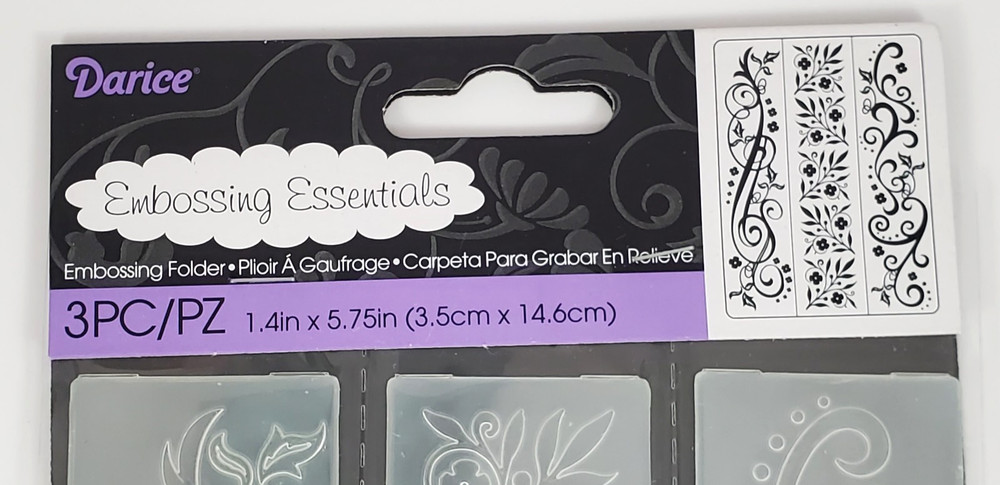 Darice®
Embossing Essentials
Embossing Folder • Plioir Á Gaufrage • Carpeta Para Grabar En Relieve
3PC/PZ 1.4in x 5.75in (3.5cm x 14.6cm)